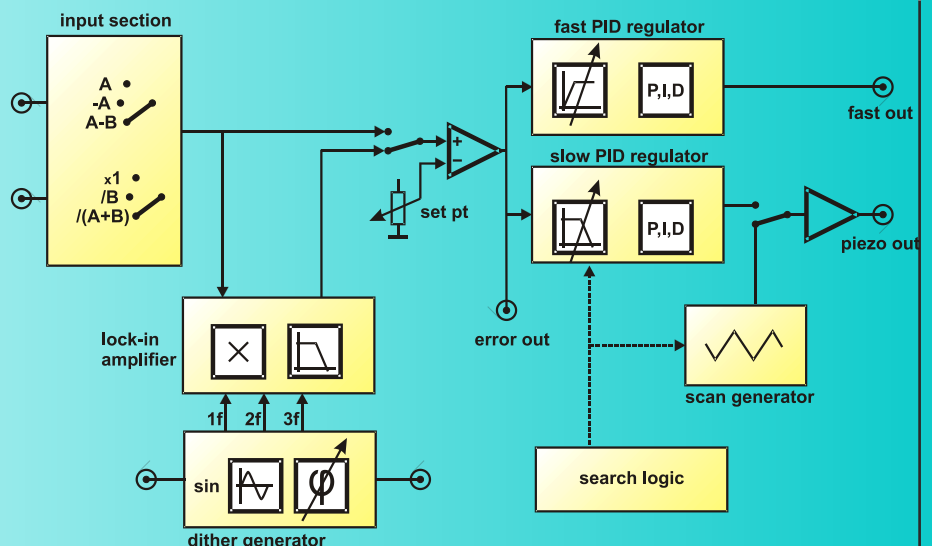 input section
A
-A
A-B
x1
/B
/(A+B)
fast PID regulator
P,I,D
fast out
slow PID regulator
P,I,D
+
−
set pt
piezo out
error out
lock-in
amplifier
×
scan generator
1f 2f 3f
sin
φ
search logic
dither generator